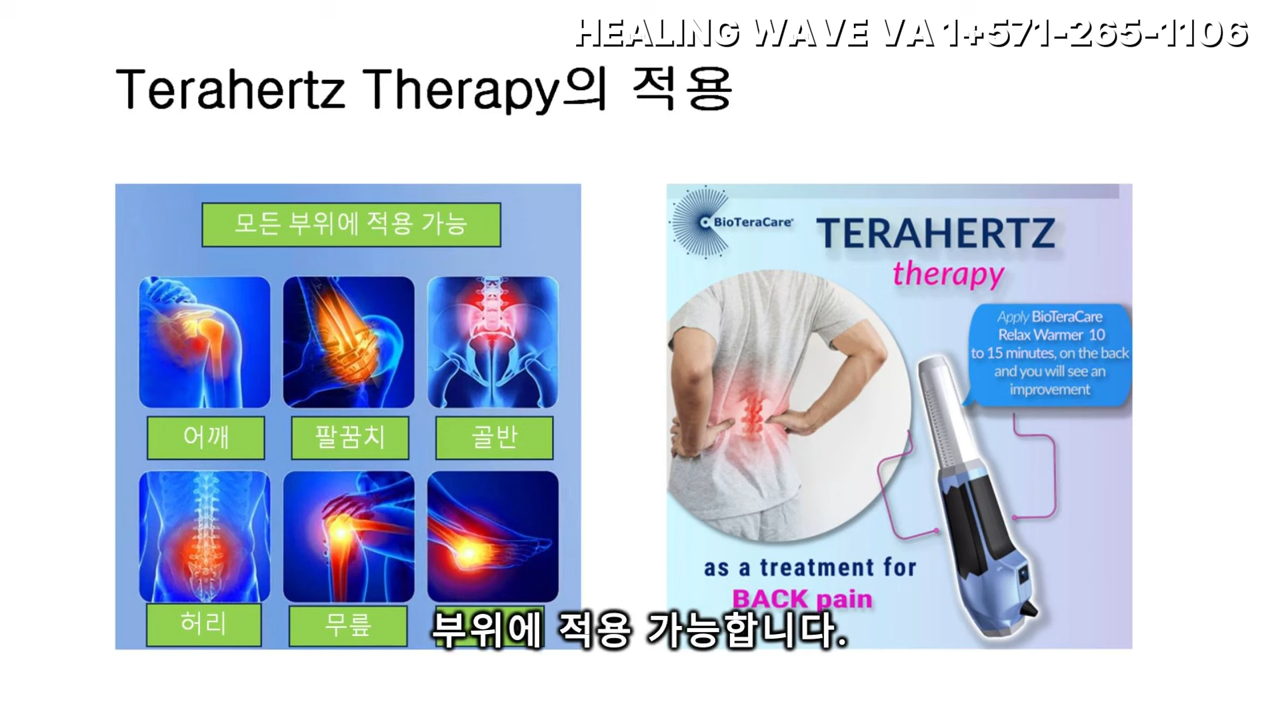 HEALING WAVE VA 1+571-265-1106
Terahertz Therapy의 적용
모든 부위에 적용 가능
어깨
팔꿈치
골반
허리
무릎
BioTeraCare
TERAHERTZ
therapy
Apply BioTeraCare
Relax Warmer 10
to 15 minutes, on the back
and you will see an
improvement
as a treatment for
BACK pain
부위에 적용 가능합니다.